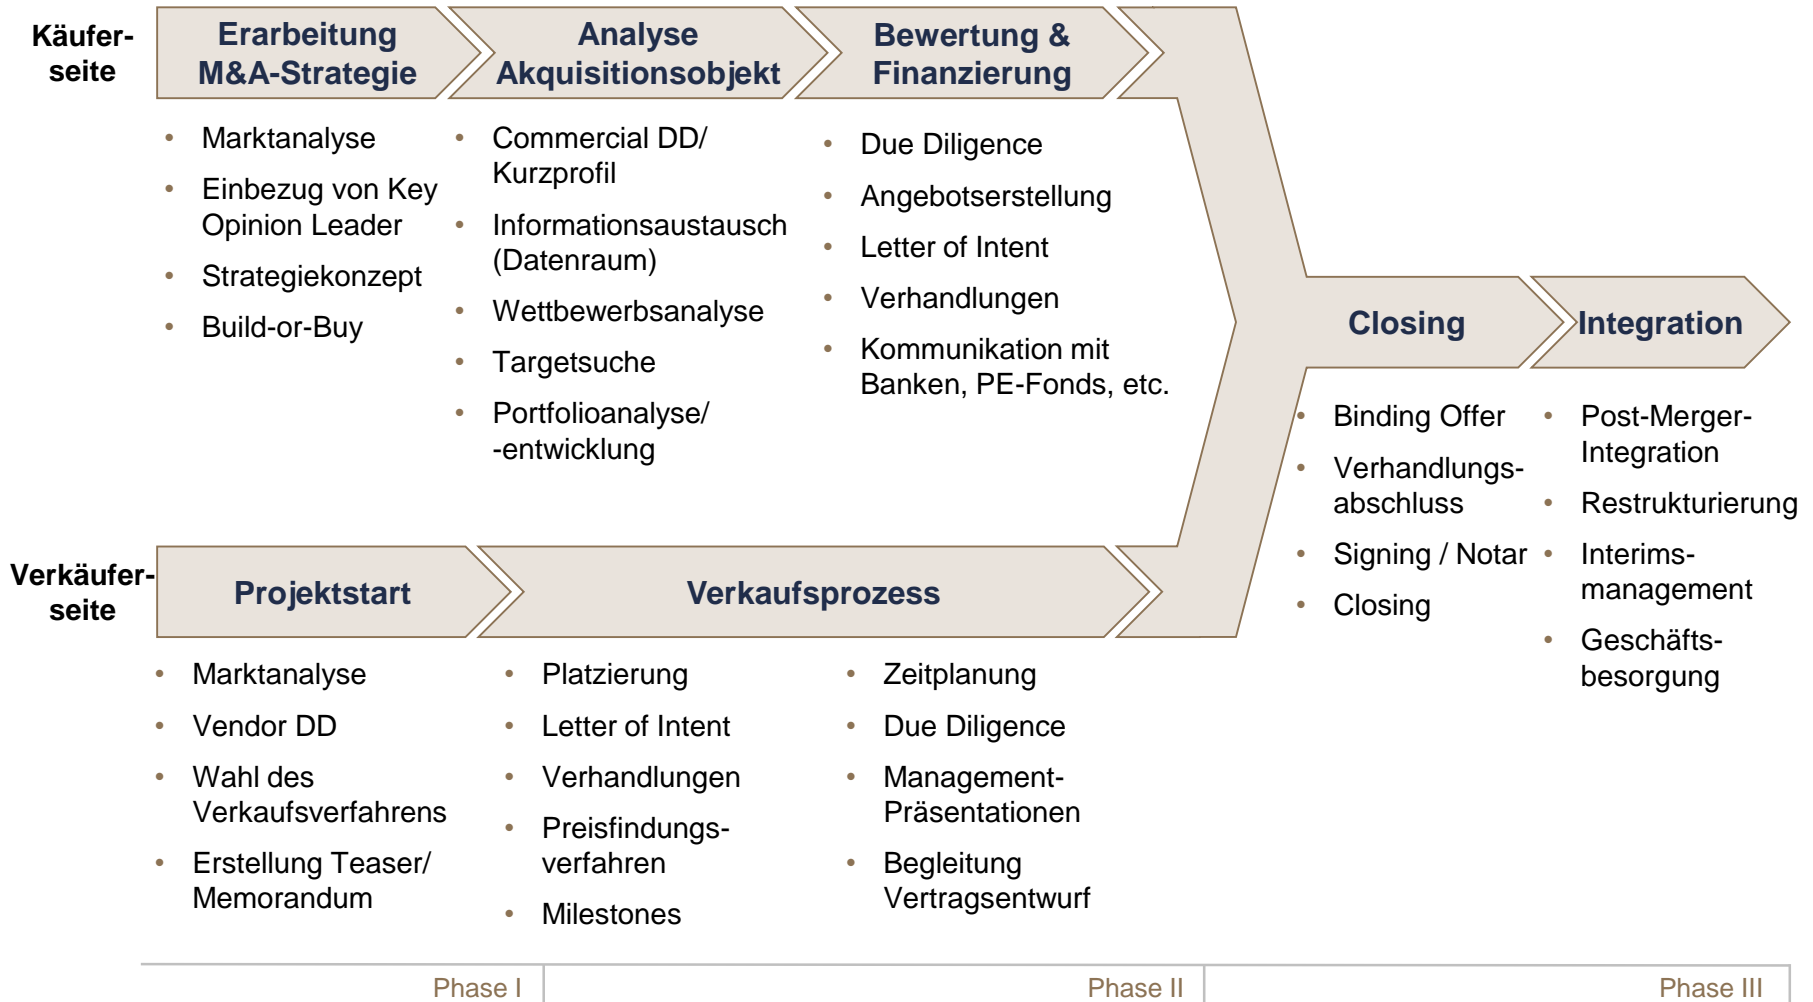 Käufer-
seite
Erarbeitung
M&A-Strategie
Analyse
Akquisitionsobjekt
Bewertung &
Finanzierung
• Marktanalyse
• Einbezug von Key
Opinion Leader
• Strategiekonzept
• Build-or-Buy
• Commercial DD/
Kurzprofil
• Informationsaustausch
(Datenraum)
• Wettbewerbsanalyse
• Targetsuche
• Portfolioanalyse/
-entwicklung
• Due Diligence
• Angebotserstellung
• Letter of Intent
• Verhandlungen
• Kommunikation mit
Banken, PE-Fonds, etc.
Closing
Integration
• Binding Offer
• Verhandlungs-
abschluss
• Signing / Notar
• Closing
• Post-Merger-
Integration
• Restrukturierung
• Interims-
management
• Geschäfts-
besorgung
Verkäufer-
seite
Projektstart
Verkaufsprozess
• Marktanalyse
• Vendor DD
• Wahl des
Verkaufsverfahrens
• Erstellung Teaser/
Memorandum
• Platzierung
• Letter of Intent
• Verhandlungen
• Preisfindungs-
verfahren
• Milestones
• Zeitplanung
• Due Diligence
• Management-
Präsentationen
• Begleitung
Vertragsentwurf
Phase I
Phase II
Phase III